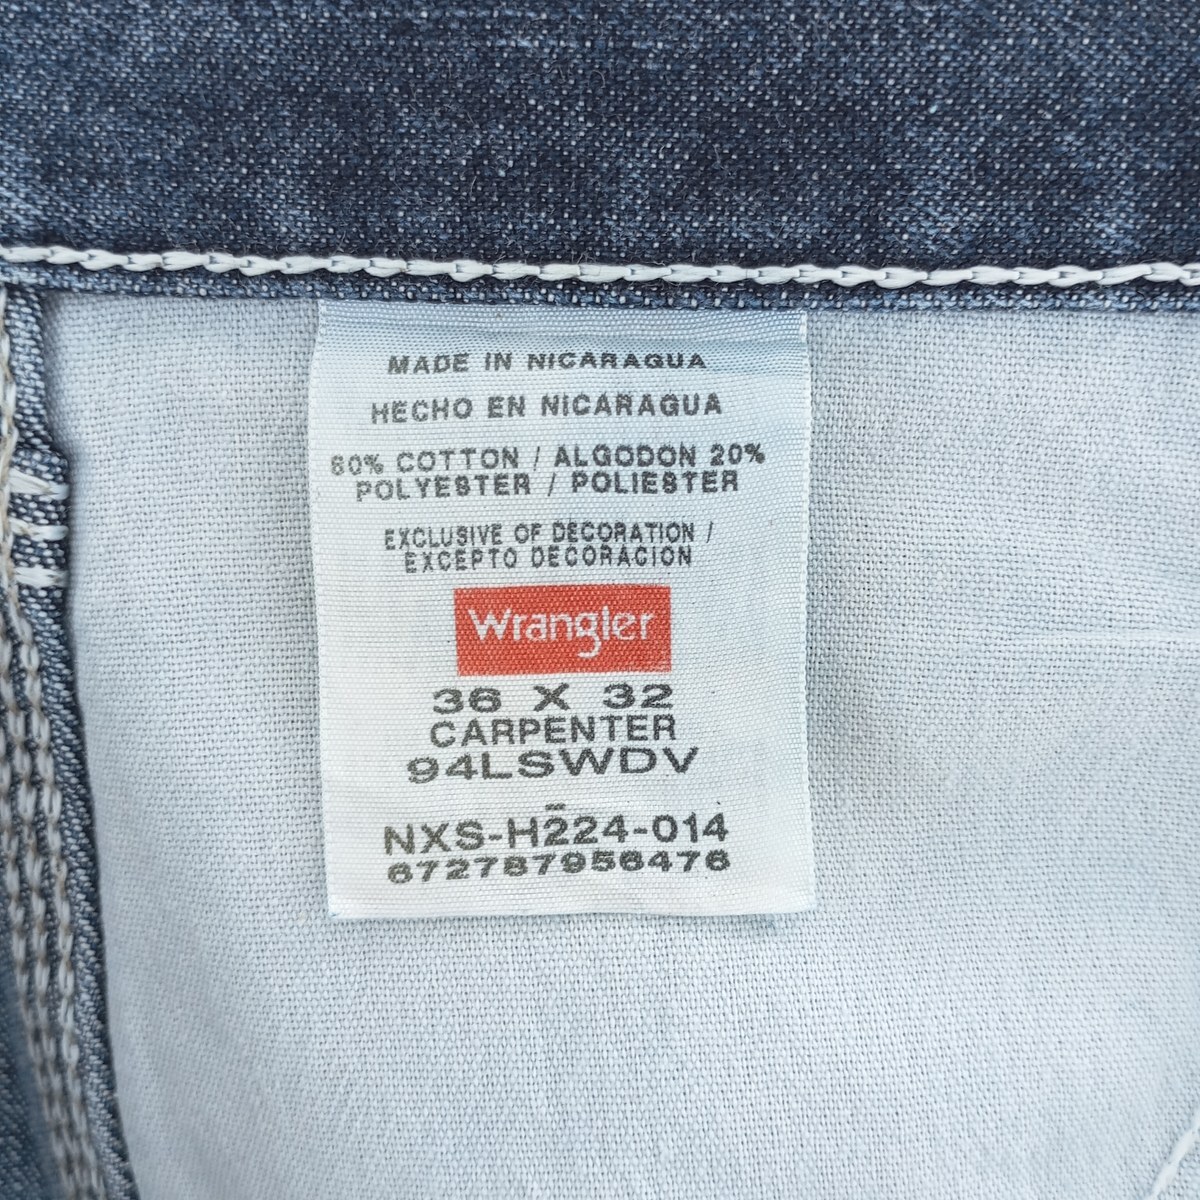 MADE IN NICARAGUA
HECHO EN NICARAGUA
80% COTTON / ALGODON 20%
POLYESTER / POLIESTER
EXCLUSIVE OF DECORATION /
EXCEPTO DECORACION
Wrangler
36 X 32
CARPENTER
94LSWDV
NXS-H224-014
672787956476